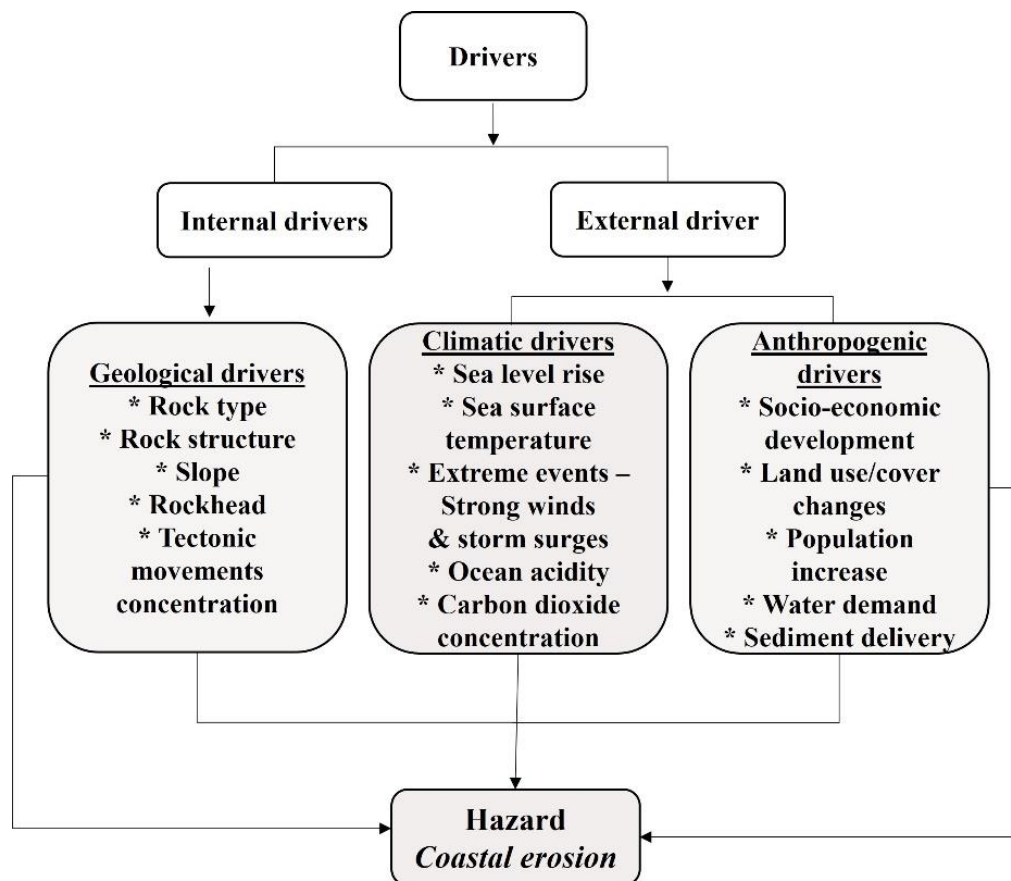 Drivers
Internal drivers
External driver
Geological drivers
* Rock type
* Rock structure
* Slope
* Rockhead
* Tectonic
movements
concentration
Climatic drivers
* Sea level rise
* Sea surface
temperature
* Extreme events –
Strong winds
& storm surges
* Ocean acidity
* Carbon dioxide
concentration
Anthropogenic
drivers
* Socio-economic
development
* Land use/cover
changes
* Population
increase
* Water demand
* Sediment delivery
Hazard
Coastal erosion